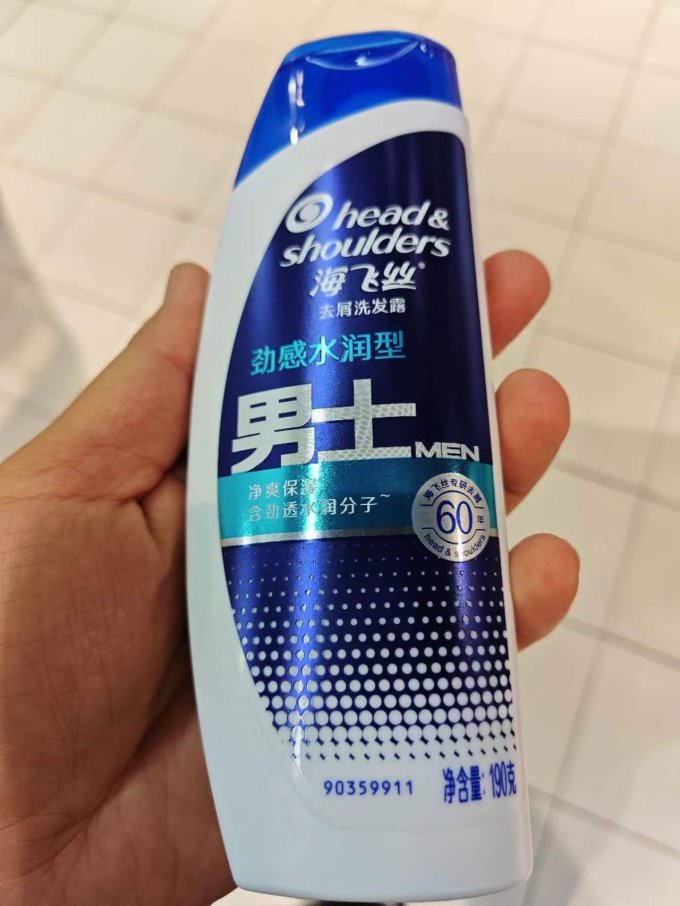 head &
shoulders
海飞丝®
去屑洗发露
劲感水润型
男士MEN
净爽保湿
含劲透水润分子~
海飞丝专研去屑
60年
head & shoulders
90359911
净含量: 190克